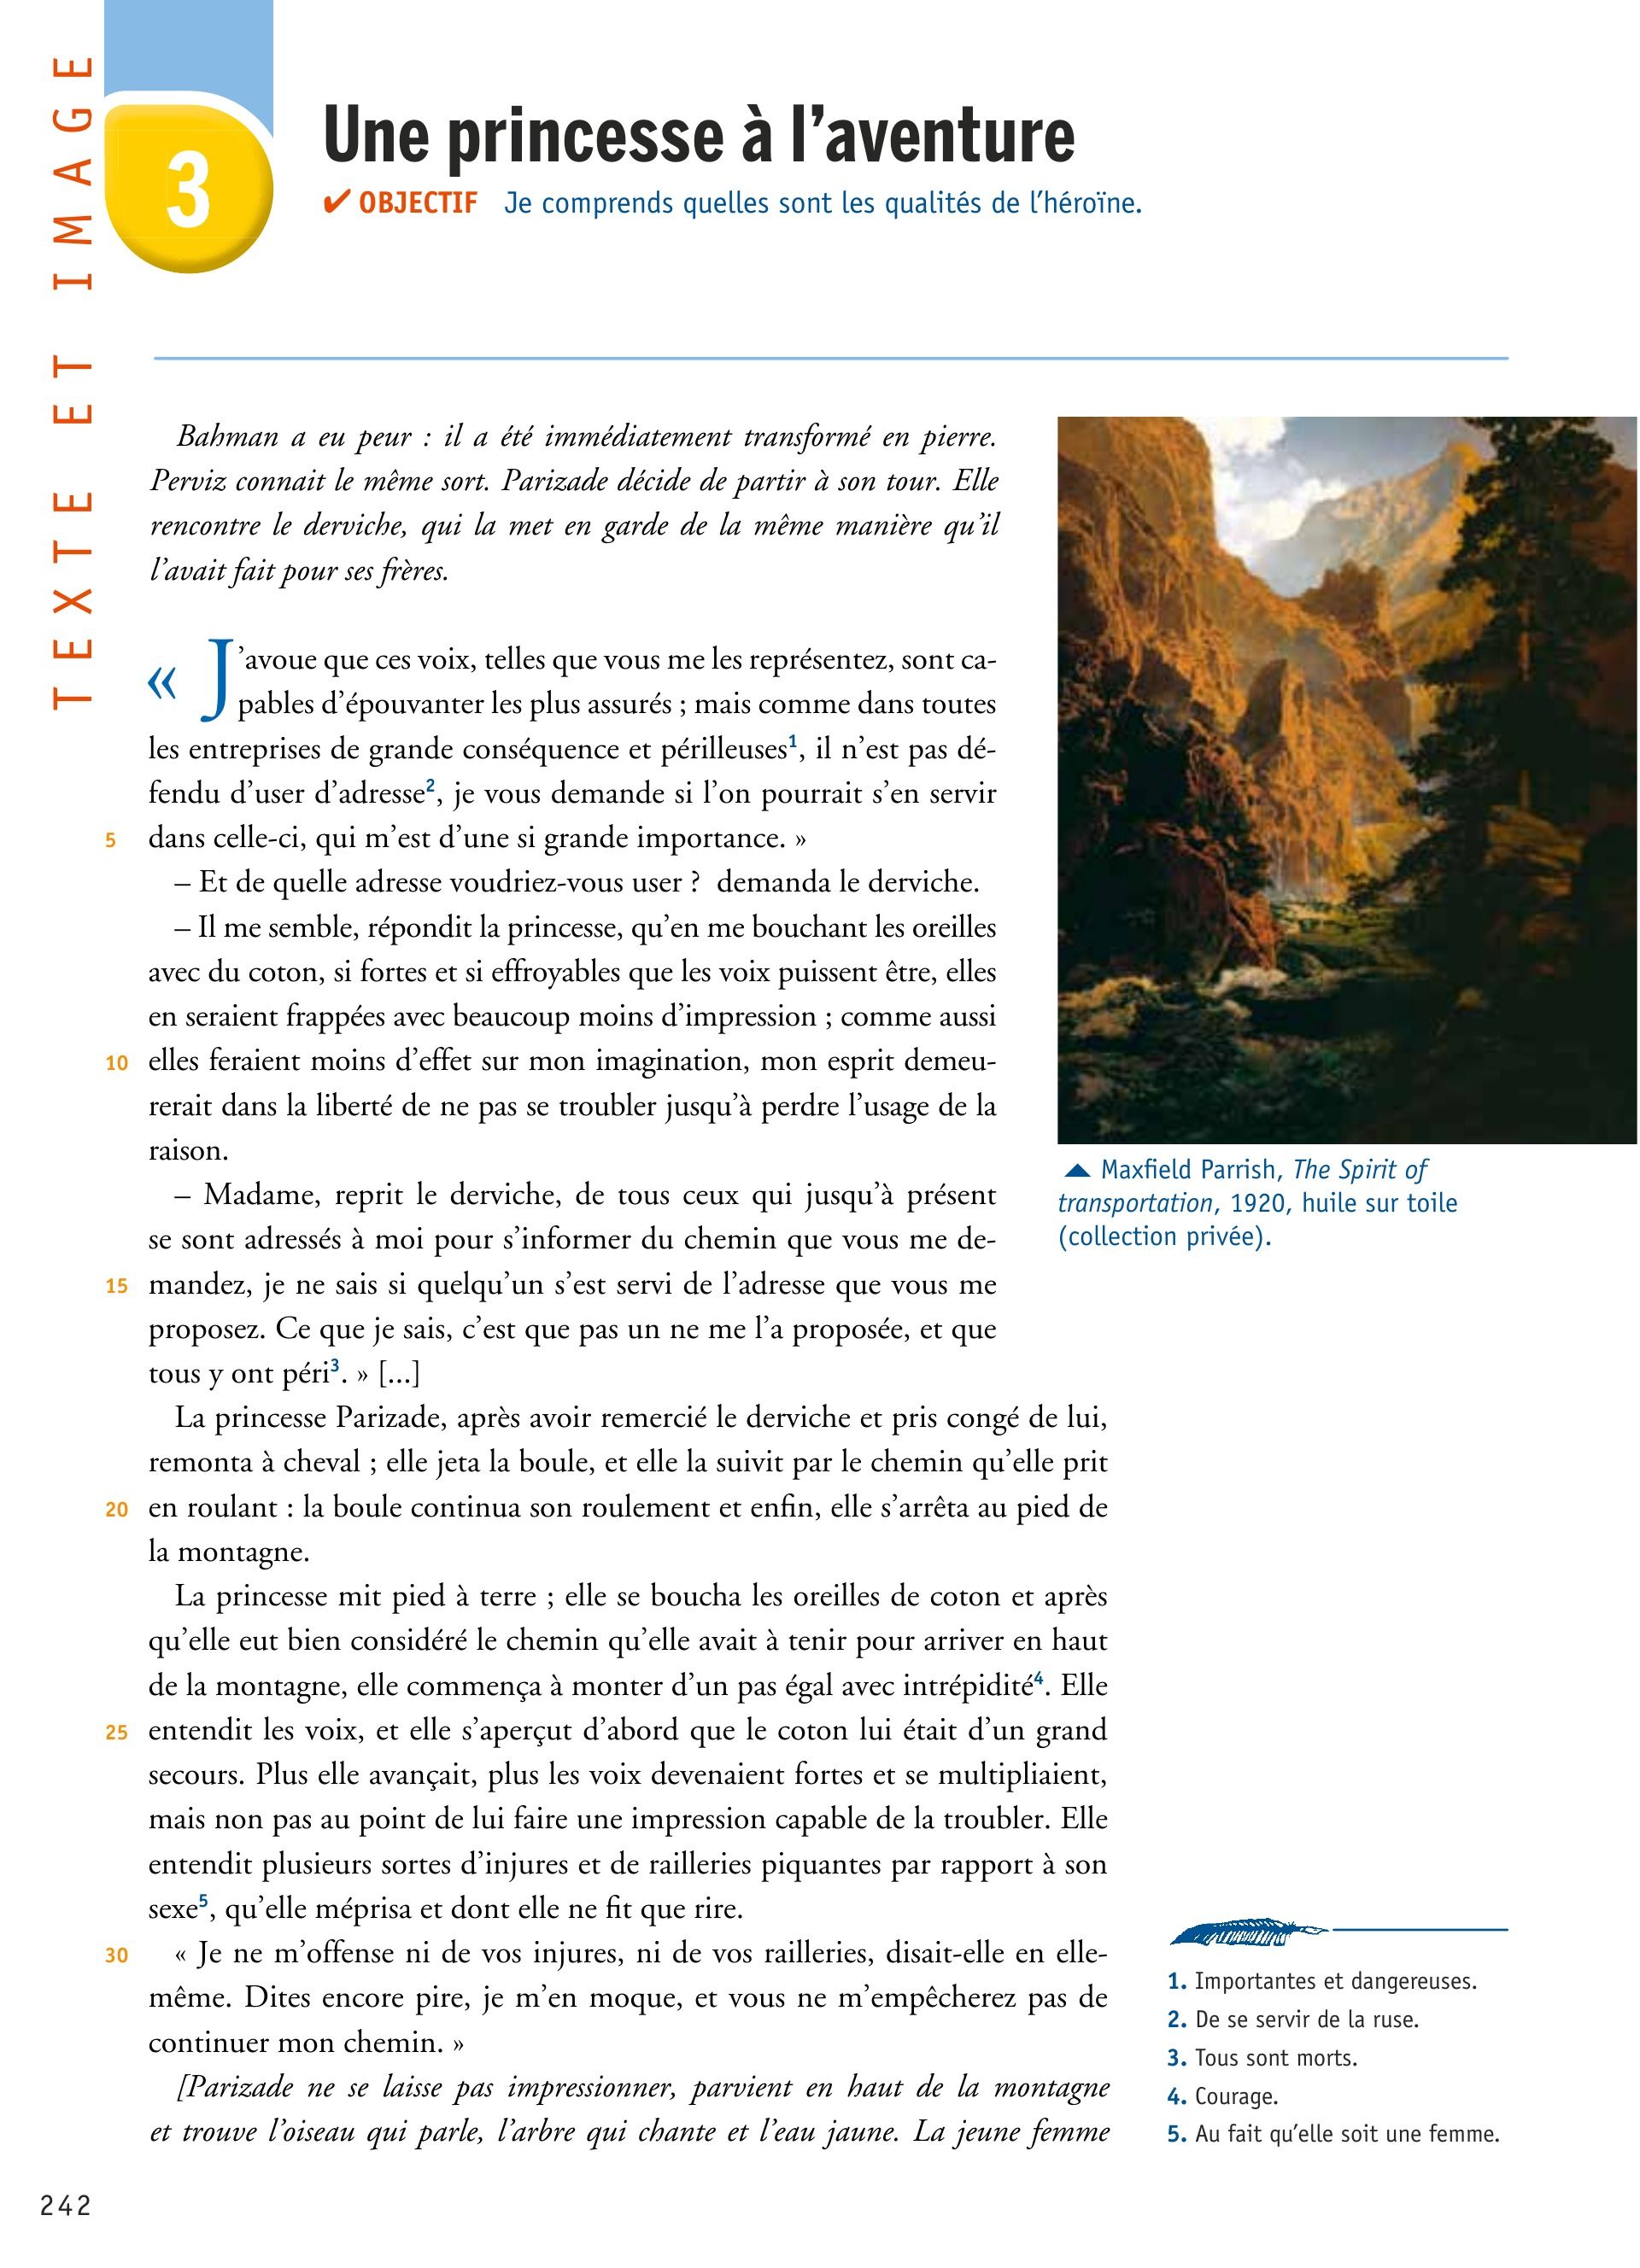 TEXTE ET IMAGE
3
Une princesse à l’aventure
✔ OBJECTIF Je comprends quelles sont les qualités de l’héroïne.
Bahman a eu peur : il a été immédiatement transformé en pierre.
Perviz connait le même sort. Parizade décide de partir à son tour. Elle
rencontre le derviche, qui la met en garde de la même manière qu’il
l’avait fait pour ses frères.
« J’avoue que ces voix, telles que vous me les représentez, sont ca-
pables d’épouvanter les plus assurés ; mais comme dans toutes
les entreprises de grande conséquence et périlleuses1, il n’est pas dé-
fendu d’user d’adresse2, je vous demande si l’on pourrait s’en servir
5 dans celle-ci, qui m’est d’une si grande importance. »
– Et de quelle adresse voudriez-vous user ? demanda le derviche.
– Il me semble, répondit la princesse, qu’en me bouchant les oreilles
avec du coton, si fortes et si effroyables que les voix puissent être, elles
en seraient frappées avec beaucoup moins d’impression ; comme aussi
10 elles feraient moins d’effet sur mon imagination, mon esprit demeu-
rerait dans la liberté de ne pas se troubler jusqu’à perdre l’usage de la
raison.
– Madame, reprit le derviche, de tous ceux qui jusqu’à présent
se sont adressés à moi pour s’informer du chemin que vous me de-
15 mandez, je ne sais si quelqu’un s’est servi de l’adresse que vous me
proposez. Ce que je sais, c’est que pas un ne me l’a proposée, et que
tous y ont péri3. » [...]
La princesse Parizade, après avoir remercié le derviche et pris congé de lui,
remonta à cheval ; elle jeta la boule, et elle la suivit par le chemin qu’elle prit
20 en roulant : la boule continua son roulement et enfin, elle s’arrêta au pied de
la montagne.
La princesse mit pied à terre ; elle se boucha les oreilles de coton et après
qu’elle eut bien considéré le chemin qu’elle avait à tenir pour arriver en haut
de la montagne, elle commença à monter d’un pas égal avec intrépidité4. Elle
25 entendit les voix, et elle s’aperçut d’abord que le coton lui était d’un grand
secours. Plus elle avançait, plus les voix devenaient fortes et se multipliaient,
mais non pas au point de lui faire une impression capable de la troubler. Elle
entendit plusieurs sortes d’injures et de railleries piquantes par rapport à son
sexe5, qu’elle méprisa et dont elle ne fit que rire.
30 « Je ne m’offense ni de vos injures, ni de vos railleries, disait-elle en elle-
même. Dites encore pire, je m’en moque, et vous ne m’empêcherez pas de
continuer mon chemin. »
[Parizade ne se laisse pas impressionner, parvient en haut de la montagne
et trouve l’oiseau qui parle, l’arbre qui chante et l’eau jaune. La jeune femme
Maxfield Parrish, The Spirit of
transportation, 1920, huile sur toile
(collection privée).
1. Importantes et dangereuses.
2. De se servir de la ruse.
3. Tous sont morts.
4. Courage.
5. Au fait qu’elle soit une femme.
242